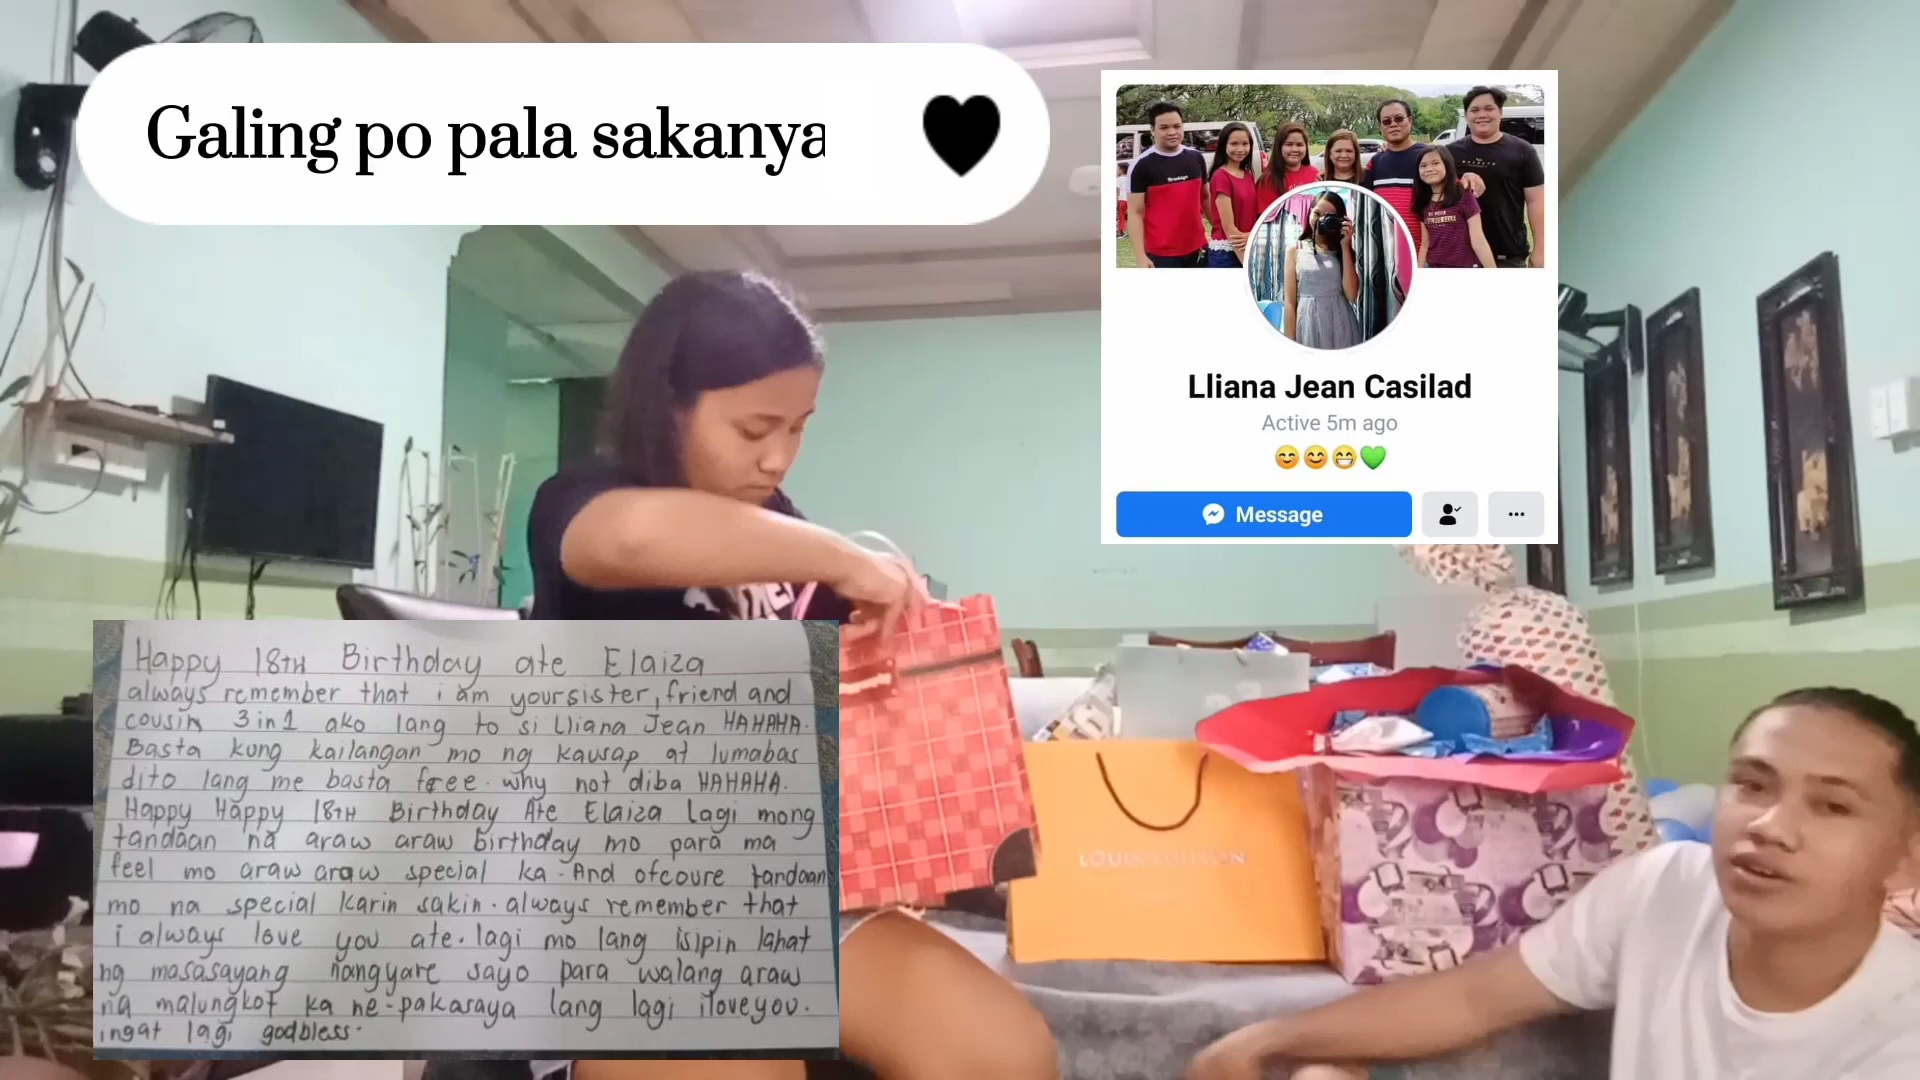 Galing po pala sakanya
Lliana Jean Casilad
Active 5m ago
😊😊😁💚
Message
Happy 18TH Birthday ate Elaiza
always remember that i am yoursister, friend and
cousin 3in1 ako lang to si Lliana Jean HAHAHA.
Basta kung kailangan mo ng kausap at lumabas
dito lang me basta free. why not diba HAHAHA.
Happy Happy 18TH Birthday Ate Elaiza Lagi mong
tandaan na araw araw birthday mo para ma
feel mo araw araw special ka - And ofcoure tandaan
mo na special karin sakin. always remember that
i always love you ate. lagi mo lang isipin lahat
ng masasayang nangyare sayo para walang araw
na malungkot ka ne-pakasaya lang lagi iloveyou.
ingat lagi godbless.
LOUIS VUITTON